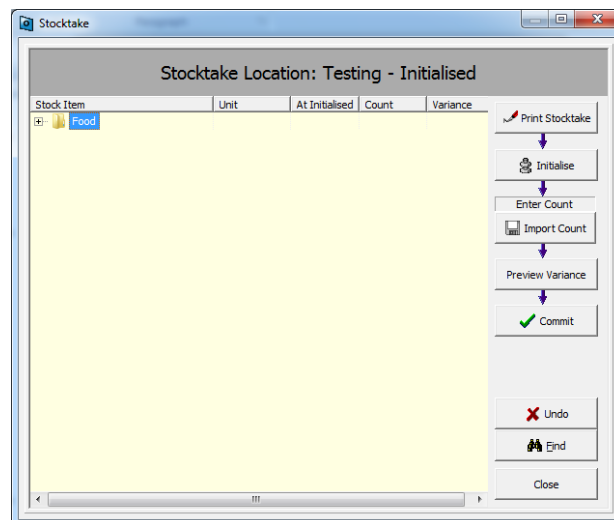 Stocktake
Stocktake Location: Testing - Initialised
Stock Item Unit At Initialised Count Variance
Food
Print Stocktake
Initialise
Enter Count
Import Count
Preview Variance
Commit
Undo
Find
Close